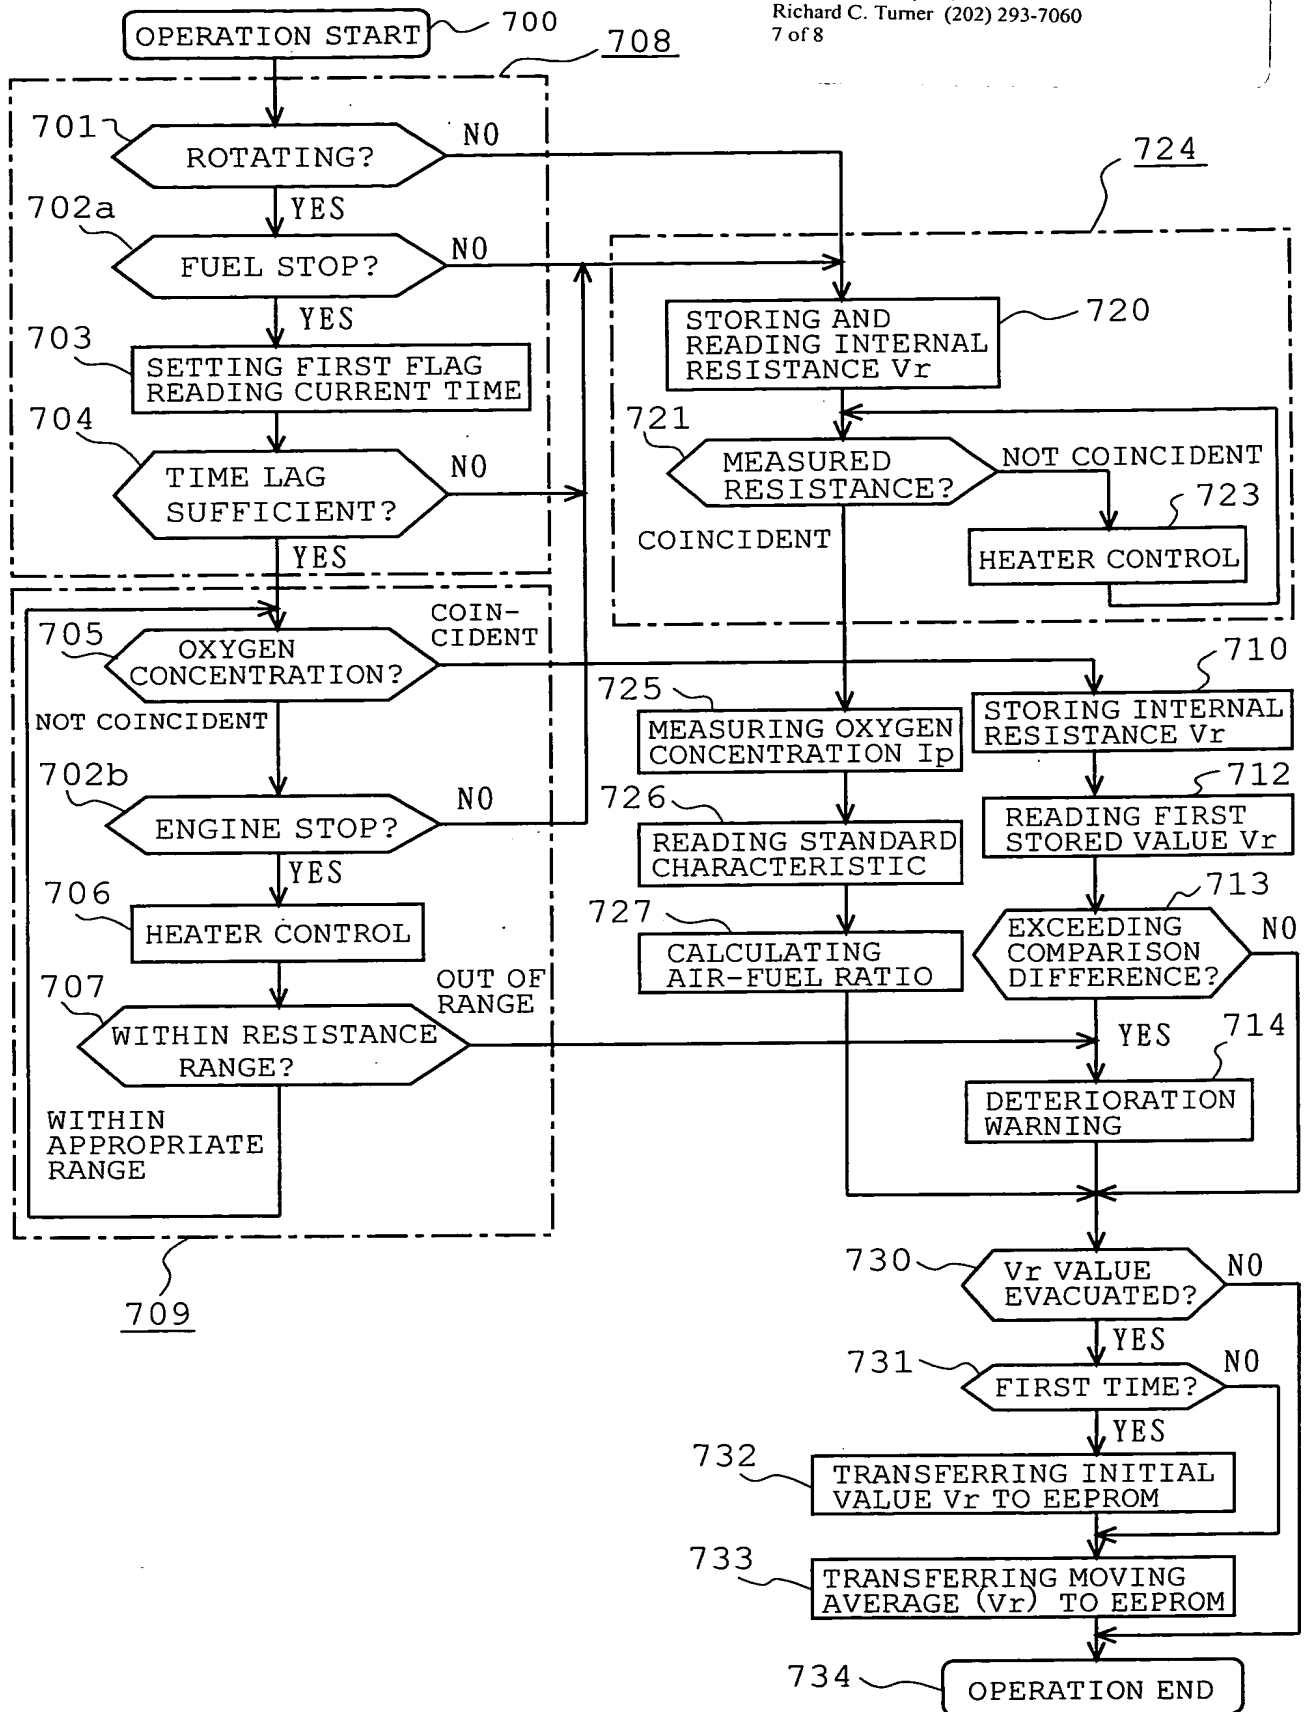 Richard C. Turner (202) 293-7060
7 of 8
OPERATION START
700
708
701
ROTATING?
NO
YES
724
702a
FUEL STOP?
NO
YES
703
SETTING FIRST FLAG
READING CURRENT TIME
704
TIME LAG
SUFFICIENT?
NO
YES
720
STORING AND
READING INTERNAL
RESISTANCE Vr
721
MEASURED
RESISTANCE?
NOT COINCIDENT
COINCIDENT
723
HEATER CONTROL
705
OXYGEN
CONCENTRATION?
COIN-
CIDENT
NOT COINCIDENT
702b
ENGINE STOP?
NO
YES
706
HEATER CONTROL
707
WITHIN RESISTANCE
RANGE?
OUT OF
RANGE
WITHIN
APPROPRIATE
RANGE
709
725
MEASURING OXYGEN
CONCENTRATION Ip
726
READING STANDARD
CHARACTERISTIC
727
CALCULATING
AIR-FUEL RATIO
710
STORING INTERNAL
RESISTANCE Vr
712
READING FIRST
STORED VALUE Vr
713
EXCEEDING
COMPARISON
DIFFERENCE?
NO
YES
714
DETERIORATION
WARNING
730
Vr VALUE
EVACUATED?
NO
YES
731
FIRST TIME?
NO
YES
732
TRANSFERRING INITIAL
VALUE Vr TO EEPROM
733
TRANSFERRING MOVING
AVERAGE (Vr) TO EEPROM
734
OPERATION END